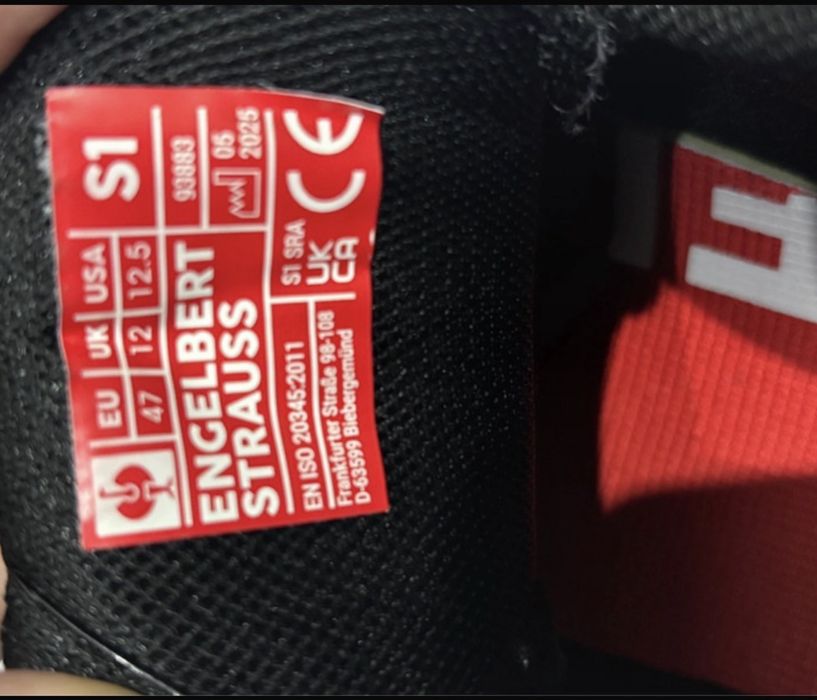 EU UK USA S1
47 12 12.5
93883
ENGELBERT
STRAUSS
05
2025
EN ISO 20345:2011 S1 SRA
Frankfurter Straße 98-108
D-63599 Biebergemünd
UK
CA
CE